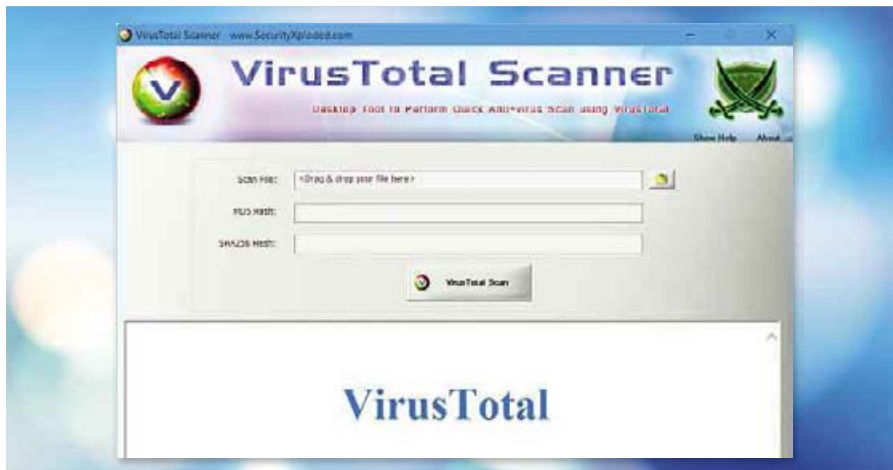 VirusTotal Scanner www.SecurityXploded.com
V
VirusTotal Scanner
Desktop Tool to Perform Quick Anti-Virus Scan using VirusTotal
Show Help About
Scan File: <Drag & drop your file here>
MD5 Hash:
SHA256 Hash:
VirusTotal Scan
VirusTotal